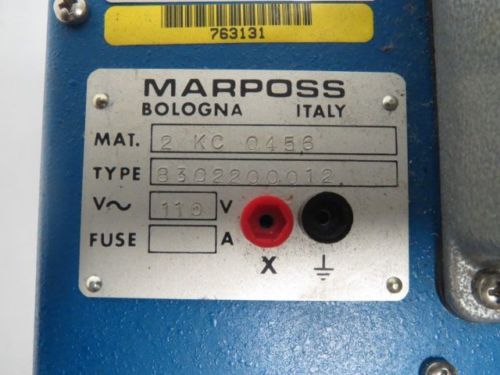 763131
MARPOSS
BOLOGNA ITALY
MAT. 2 KC 0456
TYPE 8302200012
V~ 110 V
FUSE A
X